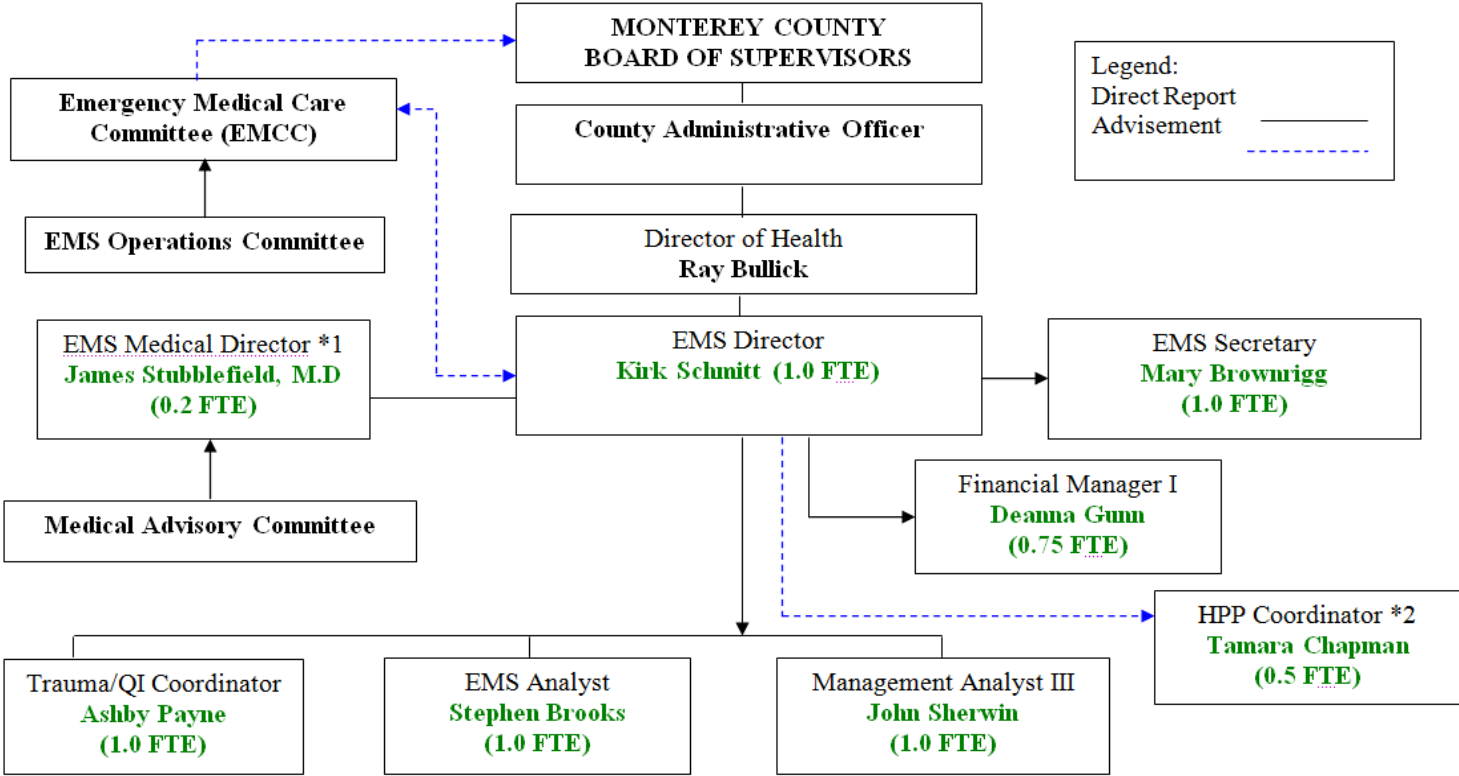 MONTEREY COUNTY
BOARD OF SUPERVISORS
Legend:
Direct Report
Advisement
Emergency Medical Care
Committee (EMCC)
County Administrative Officer
EMS Operations Committee
Director of Health
Ray Bullick
EMS Medical Director *1
James Stubblefield, M.D
(0.2 FTE)
EMS Director
Kirk Schmitt (1.0 FTE)
EMS Secretary
Mary Brownrigg
(1.0 FTE)
Medical Advisory Committee
Financial Manager I
Deanna Gunn
(0.75 FTE)
HPP Coordinator *2
Tamara Chapman
(0.5 FTE)
Trauma/QI Coordinator
Ashby Payne
(1.0 FTE)
EMS Analyst
Stephen Brooks
(1.0 FTE)
Management Analyst III
John Sherwin
(1.0 FTE)